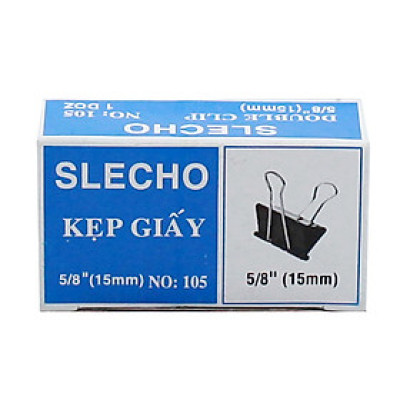 SLECHO
DOUBLE CLIP
5/8" (15mm)
NO: 105
1 DOZ
SLECHO
KẸP GIẤY
5/8"(15mm) NO: 105
5/8" (15mm)